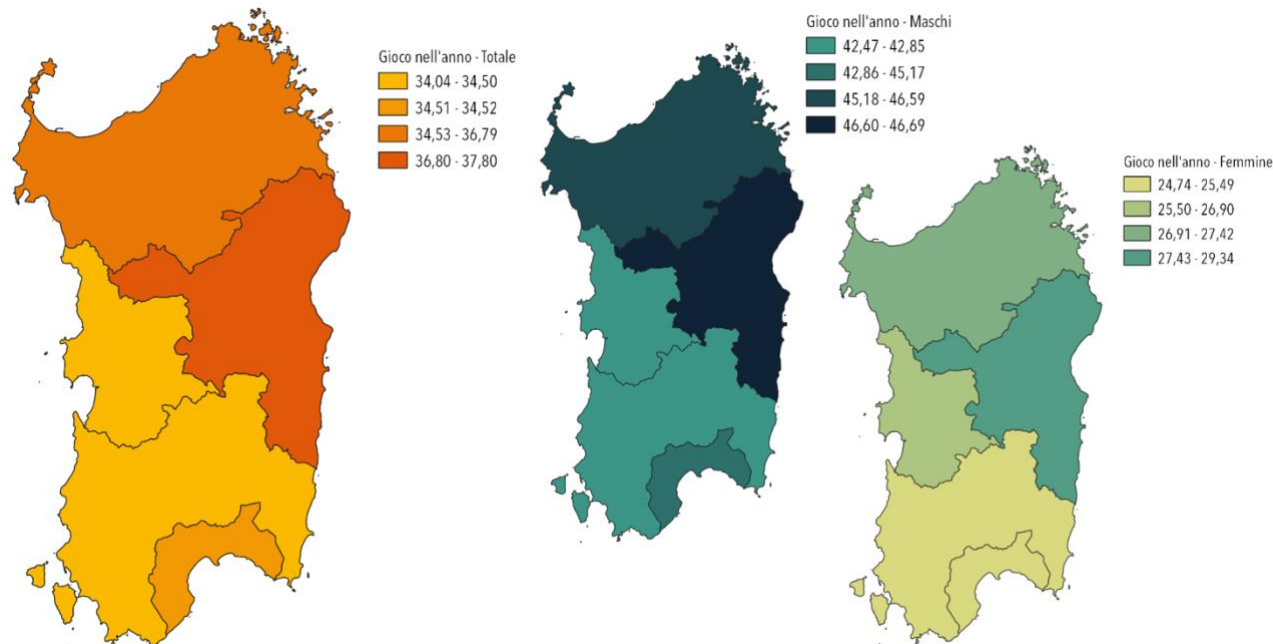 Gioco nell'anno - Totale
34,04 - 34,50
34,51 - 34,52
34,53 - 36,79
36,80 - 37,80
Gioco nell'anno - Maschi
42,47 - 42,85
42,86 - 45,17
45,18 - 46,59
46,60 - 46,69
Gioco nell'anno - Femmine
24,74 - 25,49
25,50 - 26,90
26,91 - 27,42
27,43 - 29,34